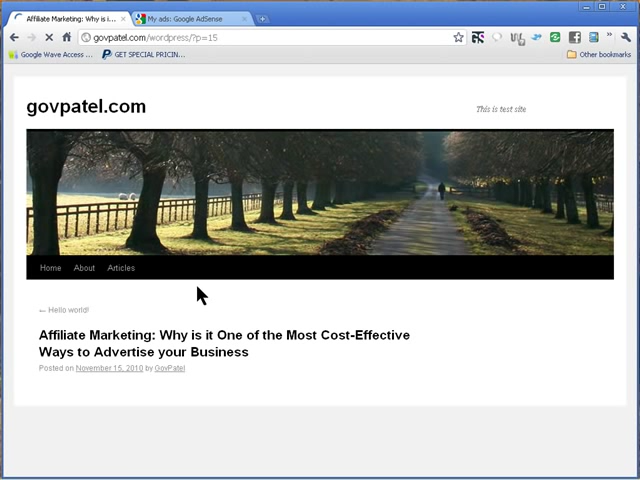 Affiliate Marketing: Why is i...
My ads: Google AdSense
govpatel.com/wordpress/?p=15
Google Wave Access ...
GET SPECIAL PRICIN...
Other bookmarks
govpatel.com
This is test site
Home About Articles
← Hello world!
Affiliate Marketing: Why is it One of the Most Cost-Effective
Ways to Advertise your Business
Posted on November 15, 2010 by GovPatel